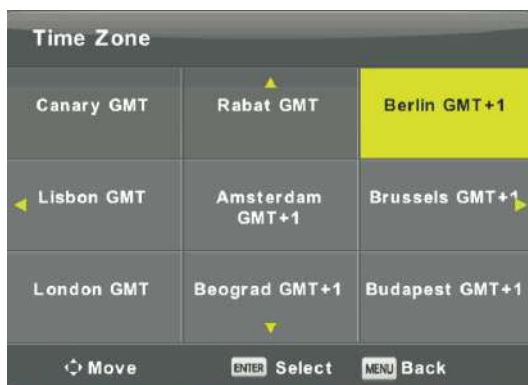 Time Zone
Canary GMT
Rabat GMT
Berlin GMT+1
Lisbon GMT
Amsterdam
GMT+1
Brussels GMT+1
London GMT
Beograd GMT+1
Budapest GMT+1
Move
ENTER Select
MENU Back